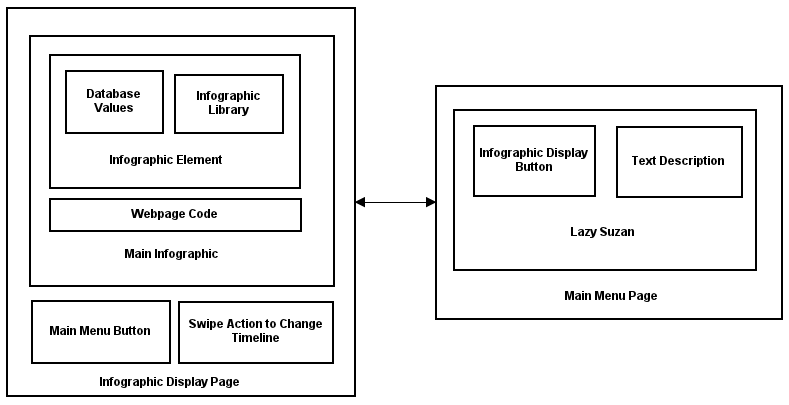 Database
Values
Infographic
Library
Infographic Element
Webpage Code
Main Infographic
Main Menu Button
Swipe Action to Change
Timeline
Infographic Display Page
Infographic Display
Button
Text Description
Lazy Suzan
Main Menu Page